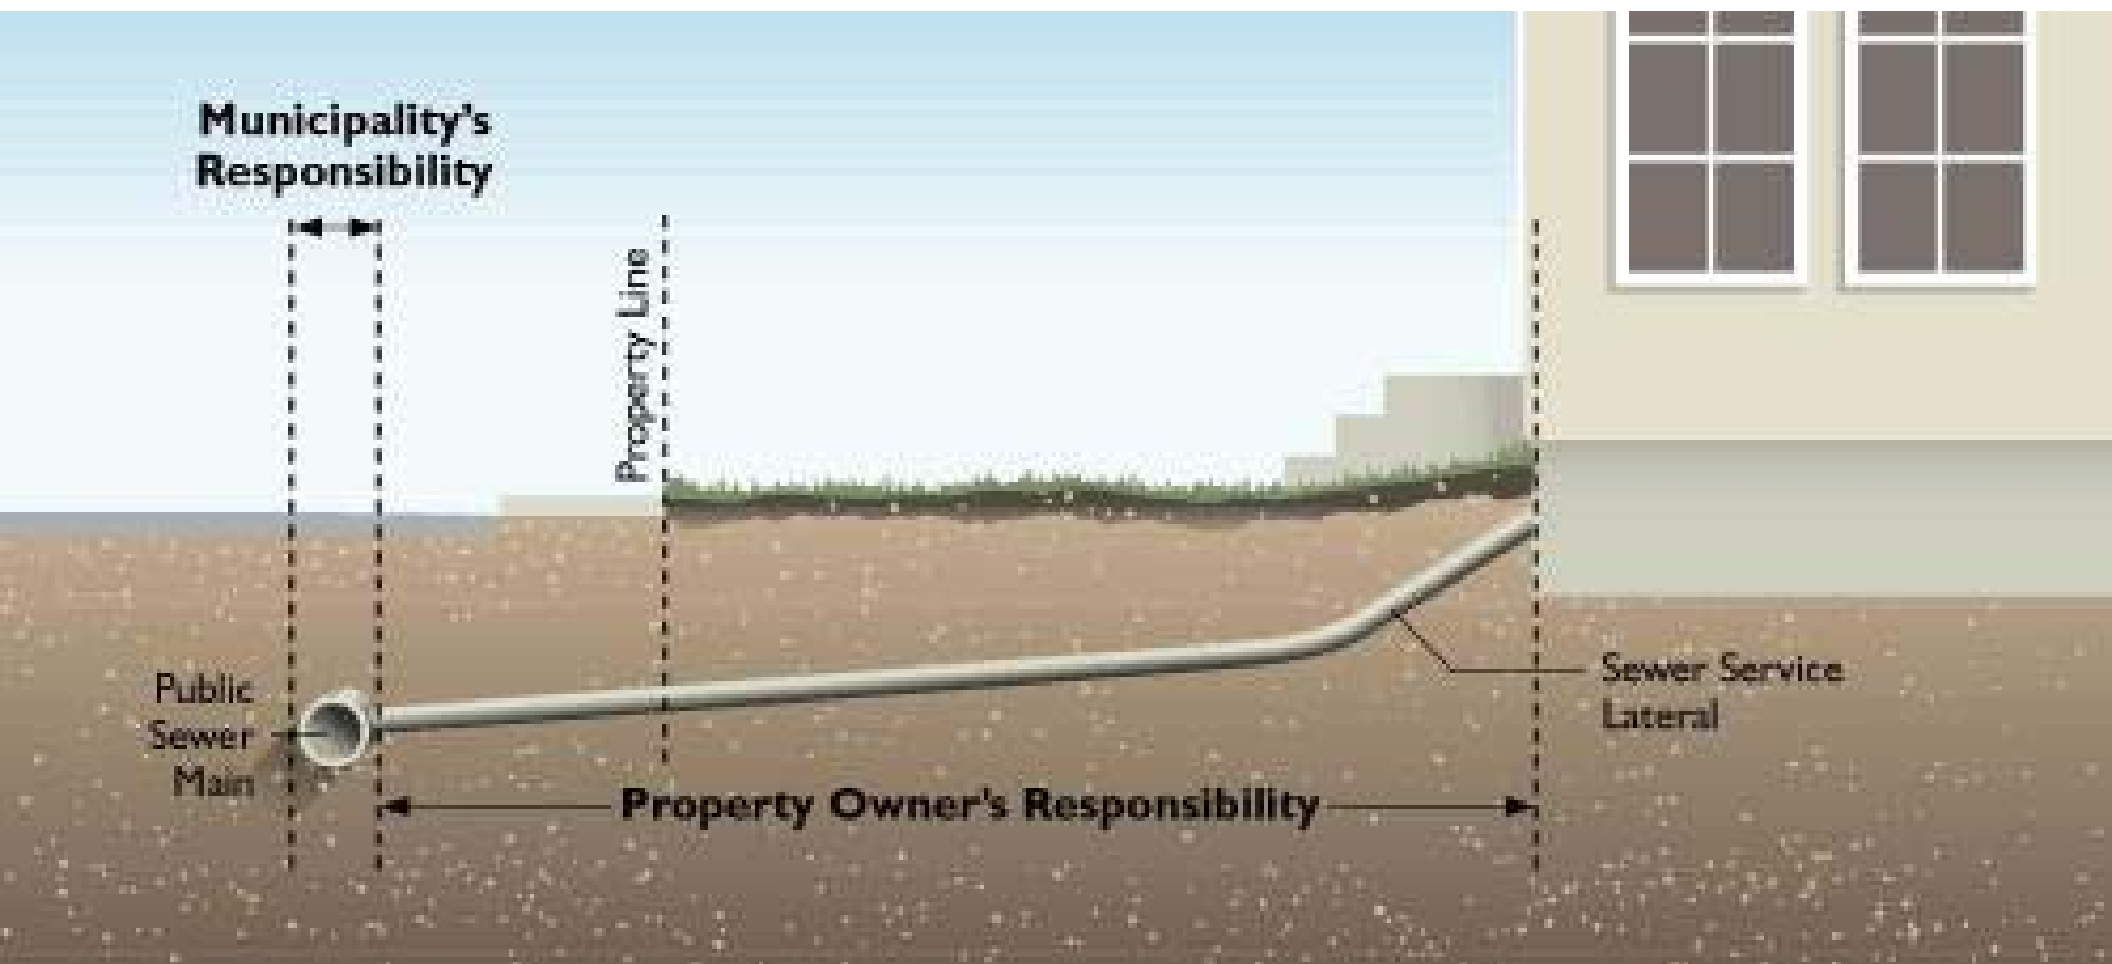 Municipality's
Responsibility
Property Line
Public
Sewer
Main
Sewer Service
Lateral
Property Owner's Responsibility